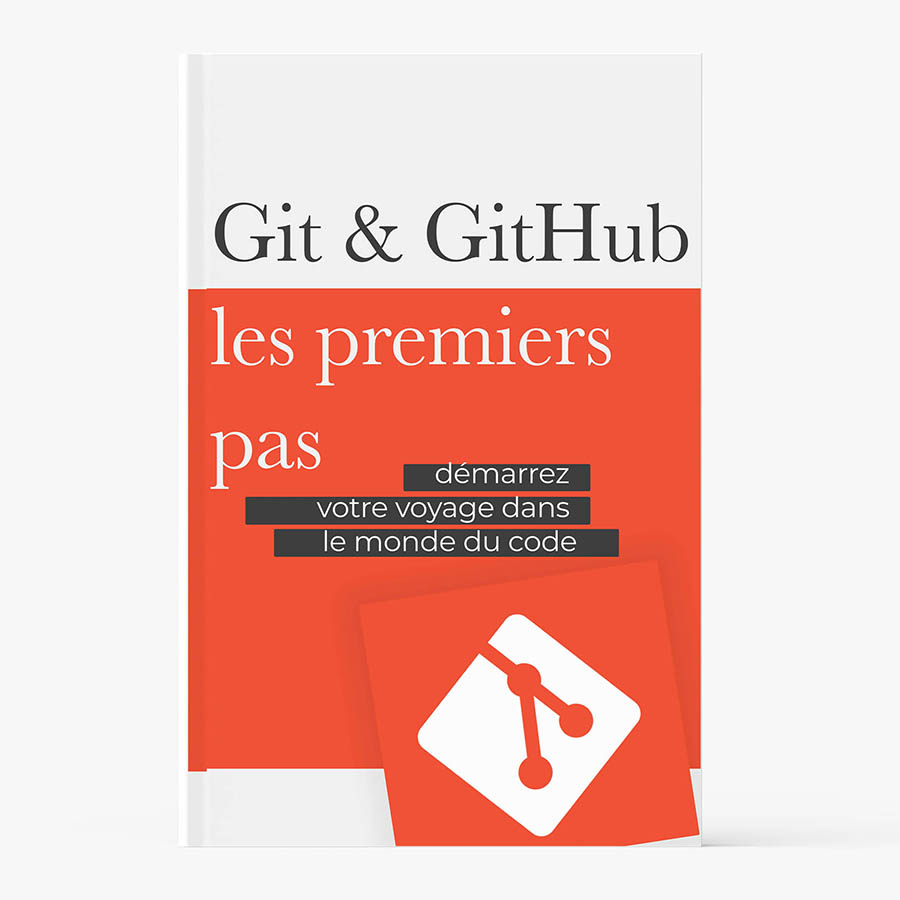 Git & GitHub
les premiers
pas
démarrez
votre voyage dans
le monde du code